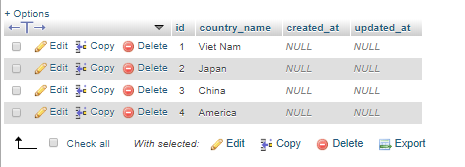 + Options
id country_name created_at updated_at
Edit Copy Delete 1 Viet Nam NULL NULL
Edit Copy Delete 2 Japan NULL NULL
Edit Copy Delete 3 China NULL NULL
Edit Copy Delete 4 America NULL NULL
Check all With selected: Edit Copy Delete Export